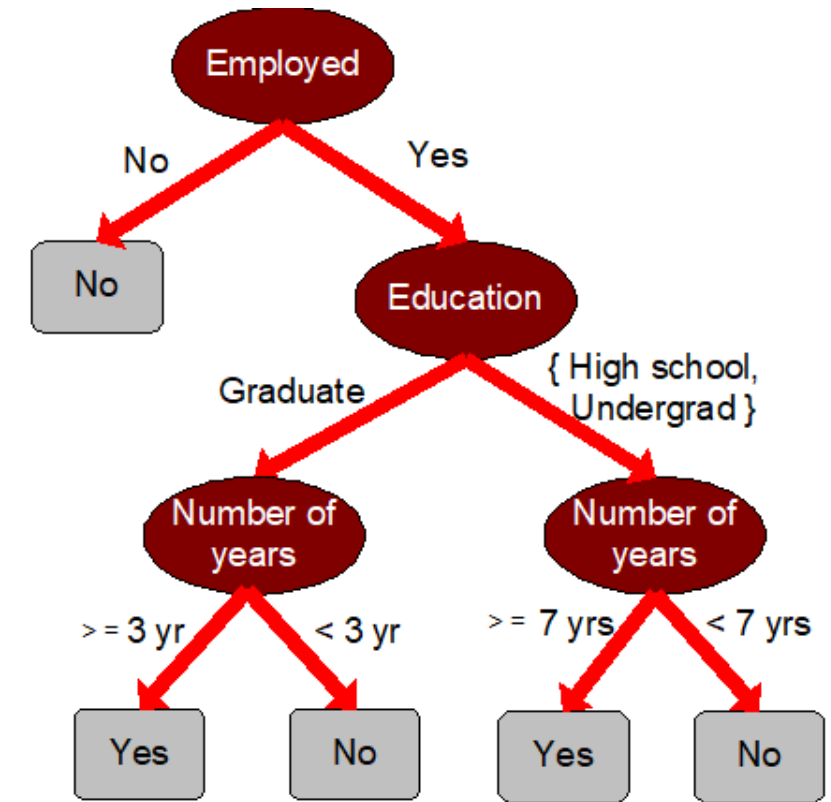 Employed
No
Yes
No
Education
Graduate
{ High school,
Undergrad }
Number of
years
Number of
years
>= 3 yr
< 3 yr
>= 7 yrs
< 7 yrs
Yes
No
Yes
No